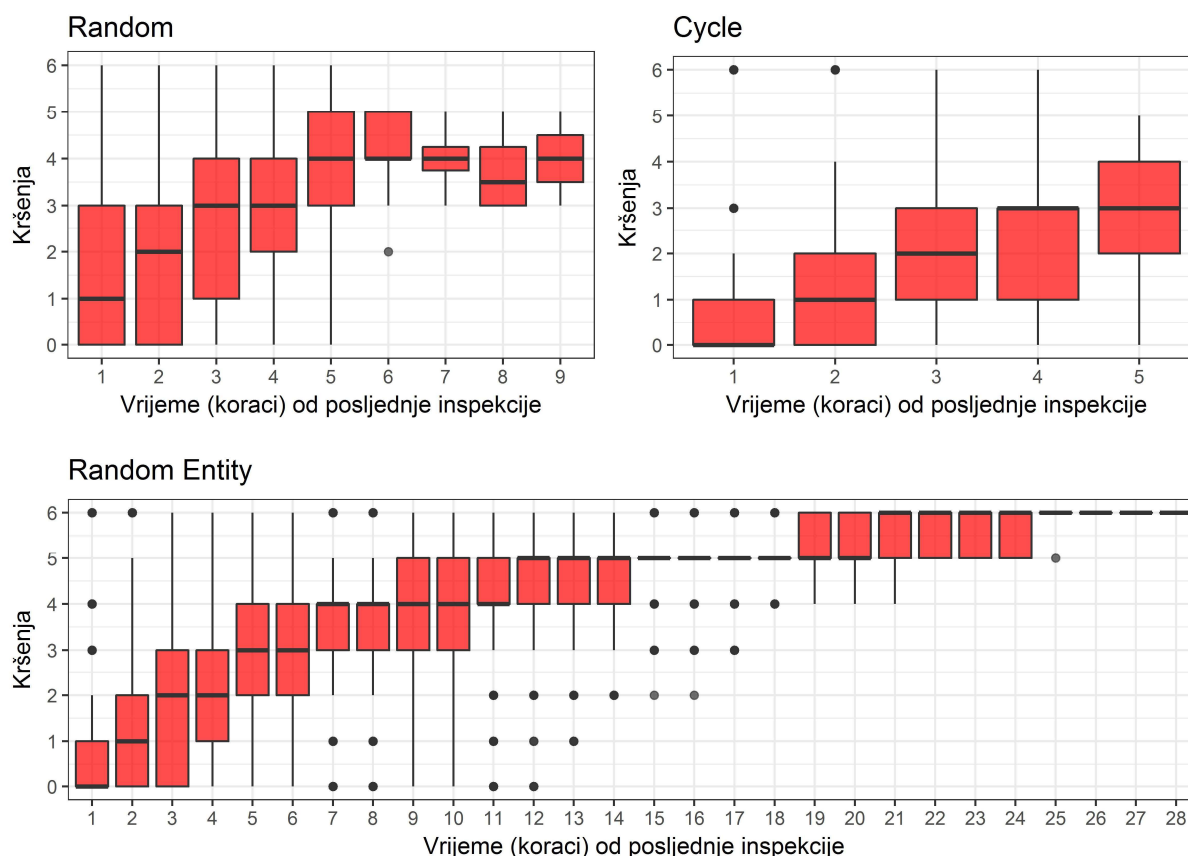 Random
6
5
4
3
2
1
0
Kršenja
1 2 3 4 5 6 7 8 9
Vrijeme (koraci) od posljednje inspekcije
Cycle
6
5
4
3
2
1
0
Kršenja
1 2 3 4 5
Vrijeme (koraci) od posljednje inspekcije
Random Entity
6
5
4
3
2
1
0
Kršenja
1 2 3 4 5 6 7 8 9 10 11 12 13 14 15 16 17 18 19 20 21 22 23 24 25 26 27 28
Vrijeme (koraci) od posljednje inspekcije